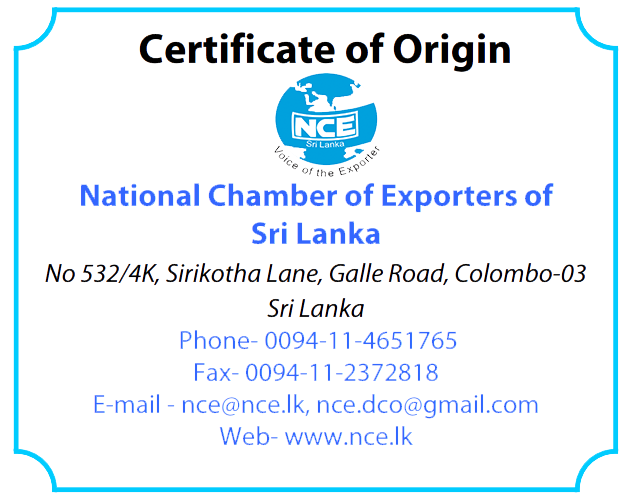 Certificate of Origin
NCE
Sri Lanka
Voice of the Exporter
National Chamber of Exporters of
Sri Lanka
No 532/4K, Sirikotha Lane, Galle Road, Colombo-03
Sri Lanka
Phone- 0094-11-4651765
Fax- 0094-11-2372818
E-mail - nce@nce.lk, nce.dco@gmail.com
Web- www.nce.lk